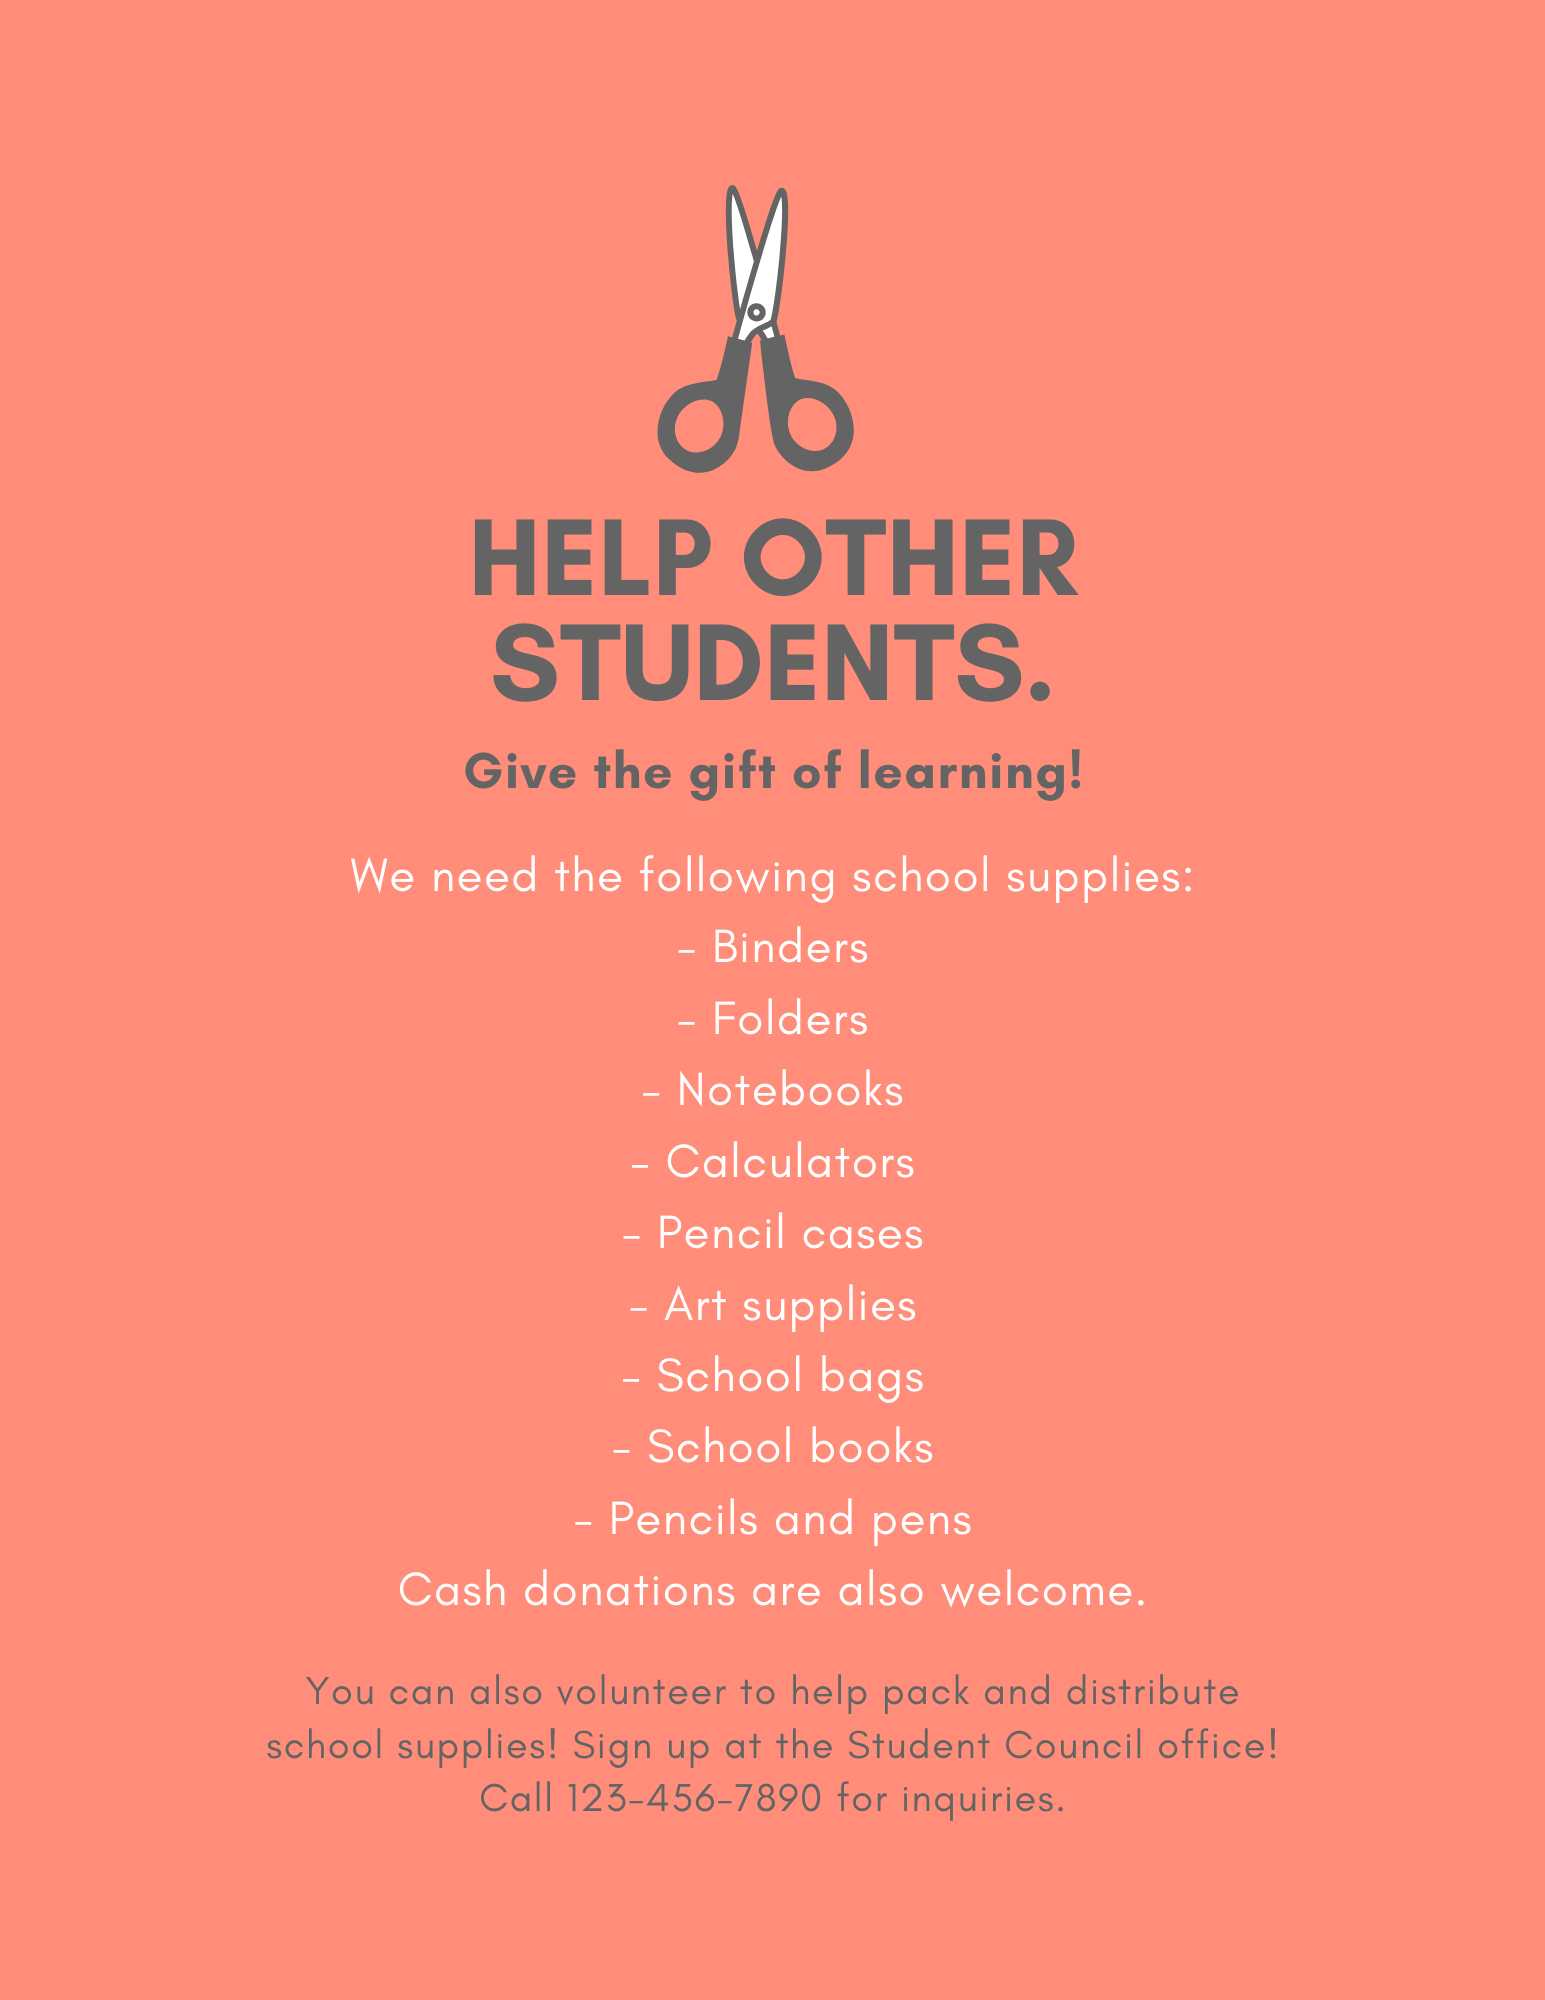 HELP OTHER
STUDENTS.
Give the gift of learning!
We need the following school supplies:
- Binders
- Folders
- Notebooks
- Calculators
- Pencil cases
- Art supplies
- School bags
- School books
- Pencils and pens
Cash donations are also welcome.
You can also volunteer to help pack and distribute
school supplies! Sign up at the Student Council office!
Call 123-456-7890 for inquiries.